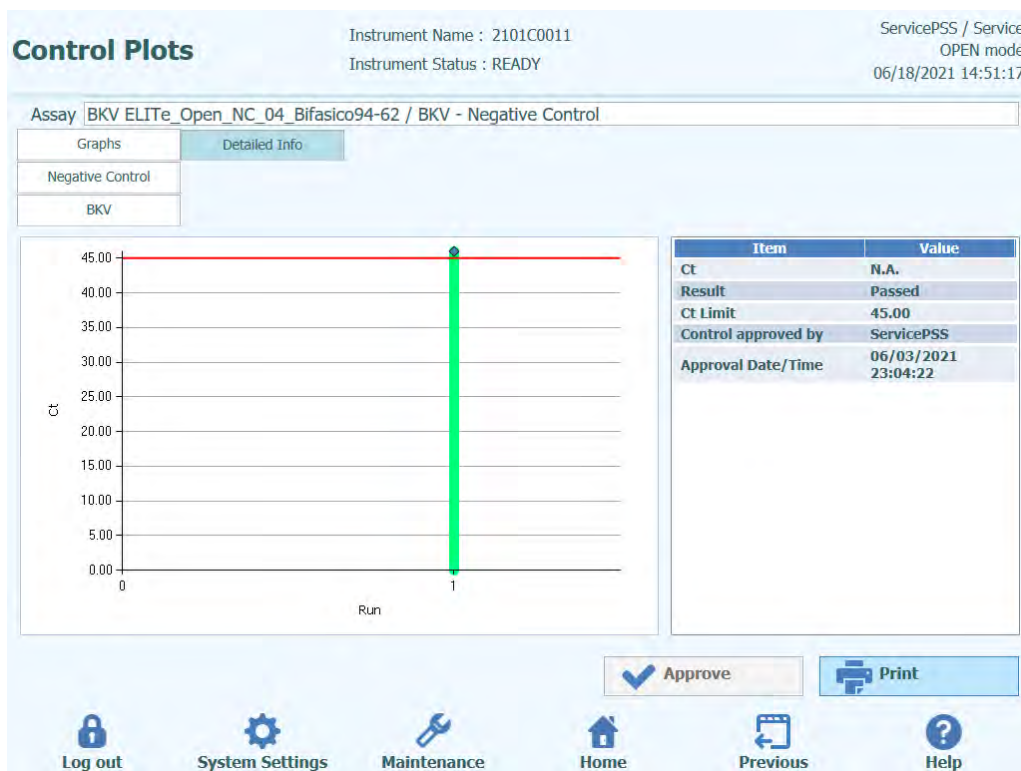 Control Plots
Instrument Name : 2101C0011
Instrument Status : READY
ServicePSS / Service
OPEN mode
06/18/2021 14:51:17
Assay BKV ELITe_Open_NC_04_Bifasico94-62 / BKV - Negative Control
Graphs Detailed Info
Negative Control
BKV
45.00
40.00
35.00
30.00
25.00
20.00
15.00
10.00
5.00
0.00
Ct
0 1
Run
Item Value
Ct N.A.
Result Passed
Ct Limit 45.00
Control approved by ServicePSS
Approval Date/Time 06/03/2021
23:04:22
Approve Print
Log out System Settings Maintenance Home Previous Help